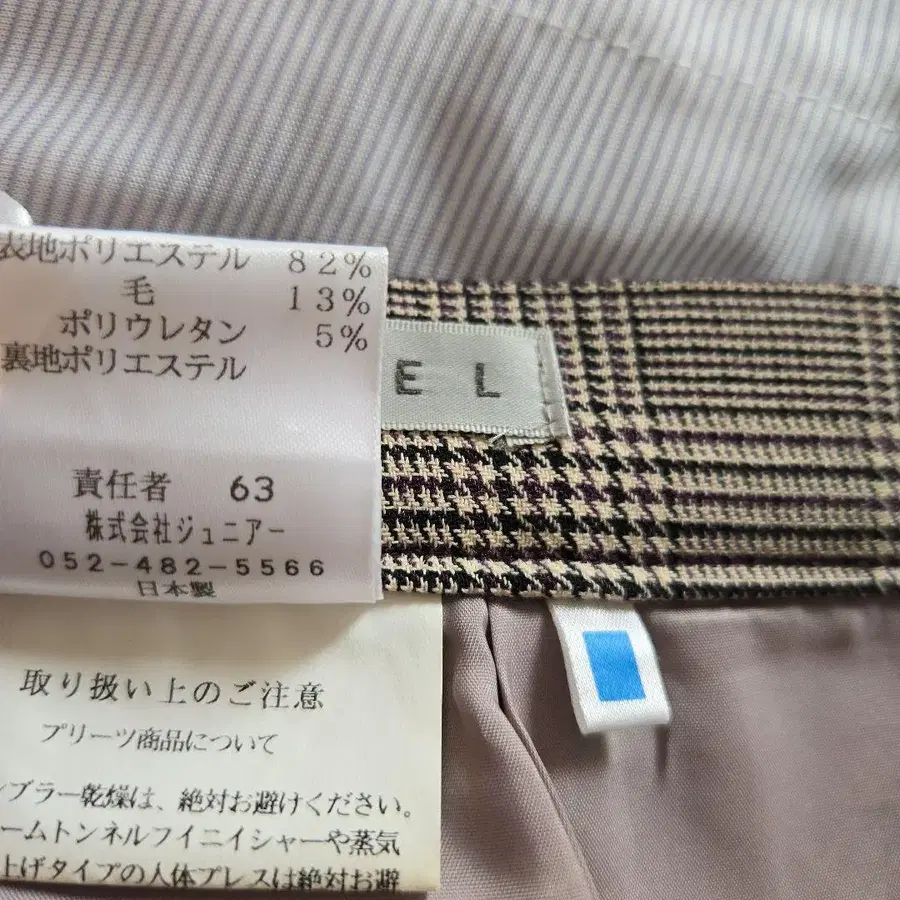 表地ポリエステル 82%
毛 13%
ポリウレタン 5%
裏地ポリエステル
責任者 63
株式会社ジュニアー
052-482-5566
日本製
EL
取り扱い上のご注意
プリーツ商品について
ブラー乾燥は、絶対お避けください。
ームトンネルフィニイシャーや蒸気
上げタイプの人体プレスは絶対お避